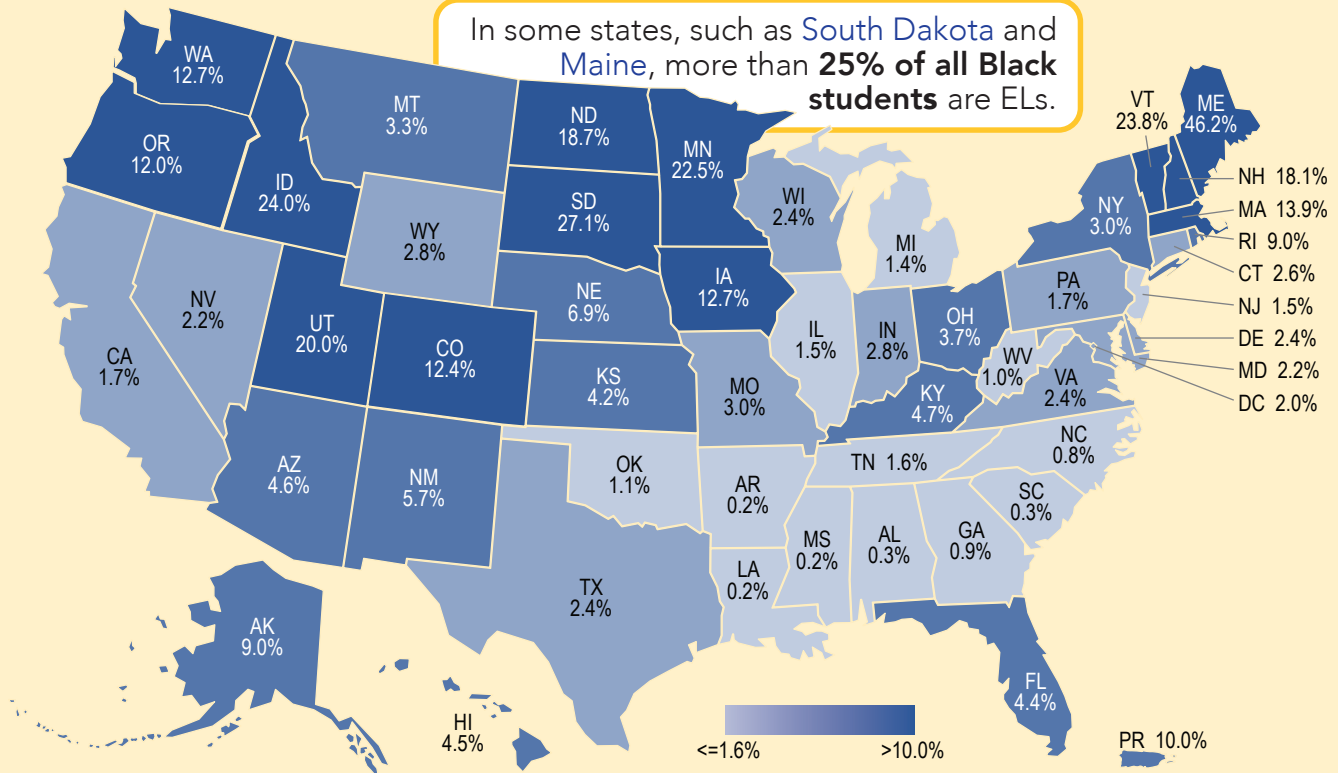 In some states, such as South Dakota and
Maine, more than 25% of all Black
students are ELs.
WA
12.7%
MT
3.3%
ND
18.7%
MN
22.5%
VT
23.8%
ME
46.2%
OR
12.0%
ID
24.0%
SD
27.1%
WI
2.4%
NH 18.1%
MA 13.9%
NY
3.0%
RI 9.0%
WY
2.8%
MI
1.4%
CT 2.6%
NV
2.2%
NE
6.9%
IA
12.7%
PA
1.7%
NJ 1.5%
UT
20.0%
IL
1.5%
IN
2.8%
OH
3.7%
DE 2.4%
CA
1.7%
CO
12.4%
WV
1.0%
MD 2.2%
KS
4.2%
MO
3.0%
KY
4.7%
VA
2.4%
DC 2.0%
AZ
4.6%
NM
5.7%
OK
1.1%
TN 1.6%
NC
0.8%
AR
0.2%
SC
0.3%
MS
0.2%
AL
0.3%
GA
0.9%
LA
0.2%
TX
2.4%
AK
9.0%
FL
4.4%
HI
4.5%
<=1.6%
>10.0%
PR 10.0%